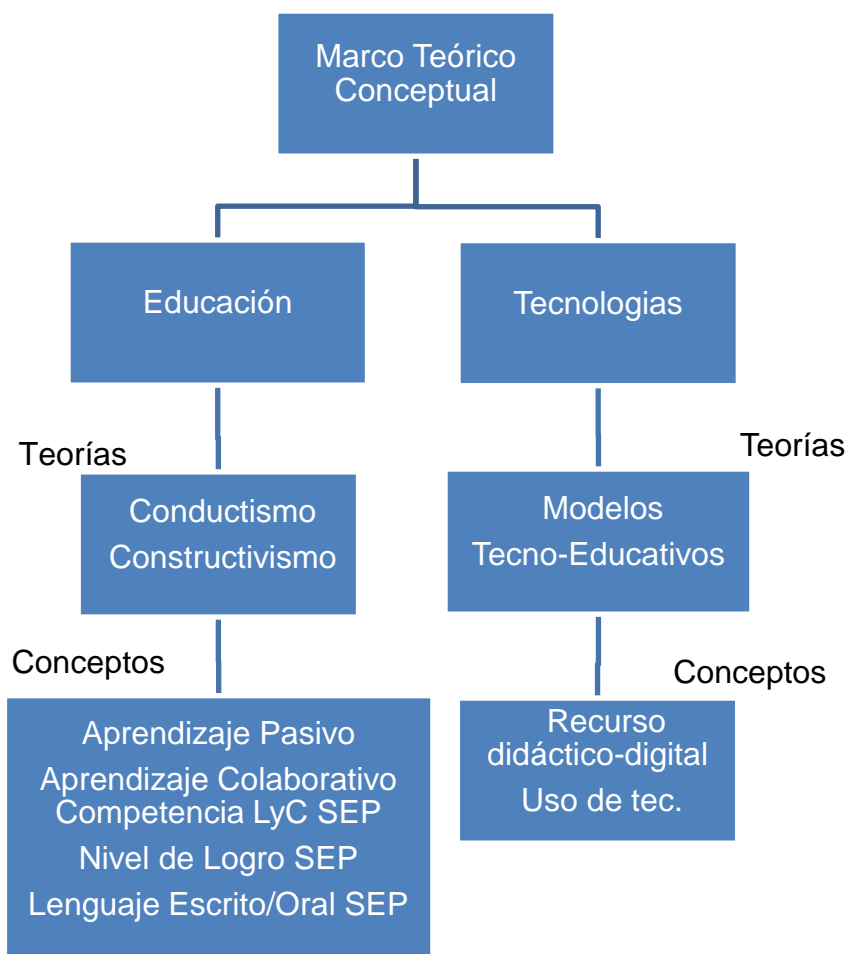 Marco Teórico
Conceptual
Educación
Tecnologias
Teorías
Teorías
Conductismo
Constructivismo
Modelos
Tecno-Educativos
Conceptos
Conceptos
Aprendizaje Pasivo
Aprendizaje Colaborativo
Competencia LyC SEP
Nivel de Logro SEP
Lenguaje Escrito/Oral SEP
Recurso
didáctico-digital
Uso de tec.